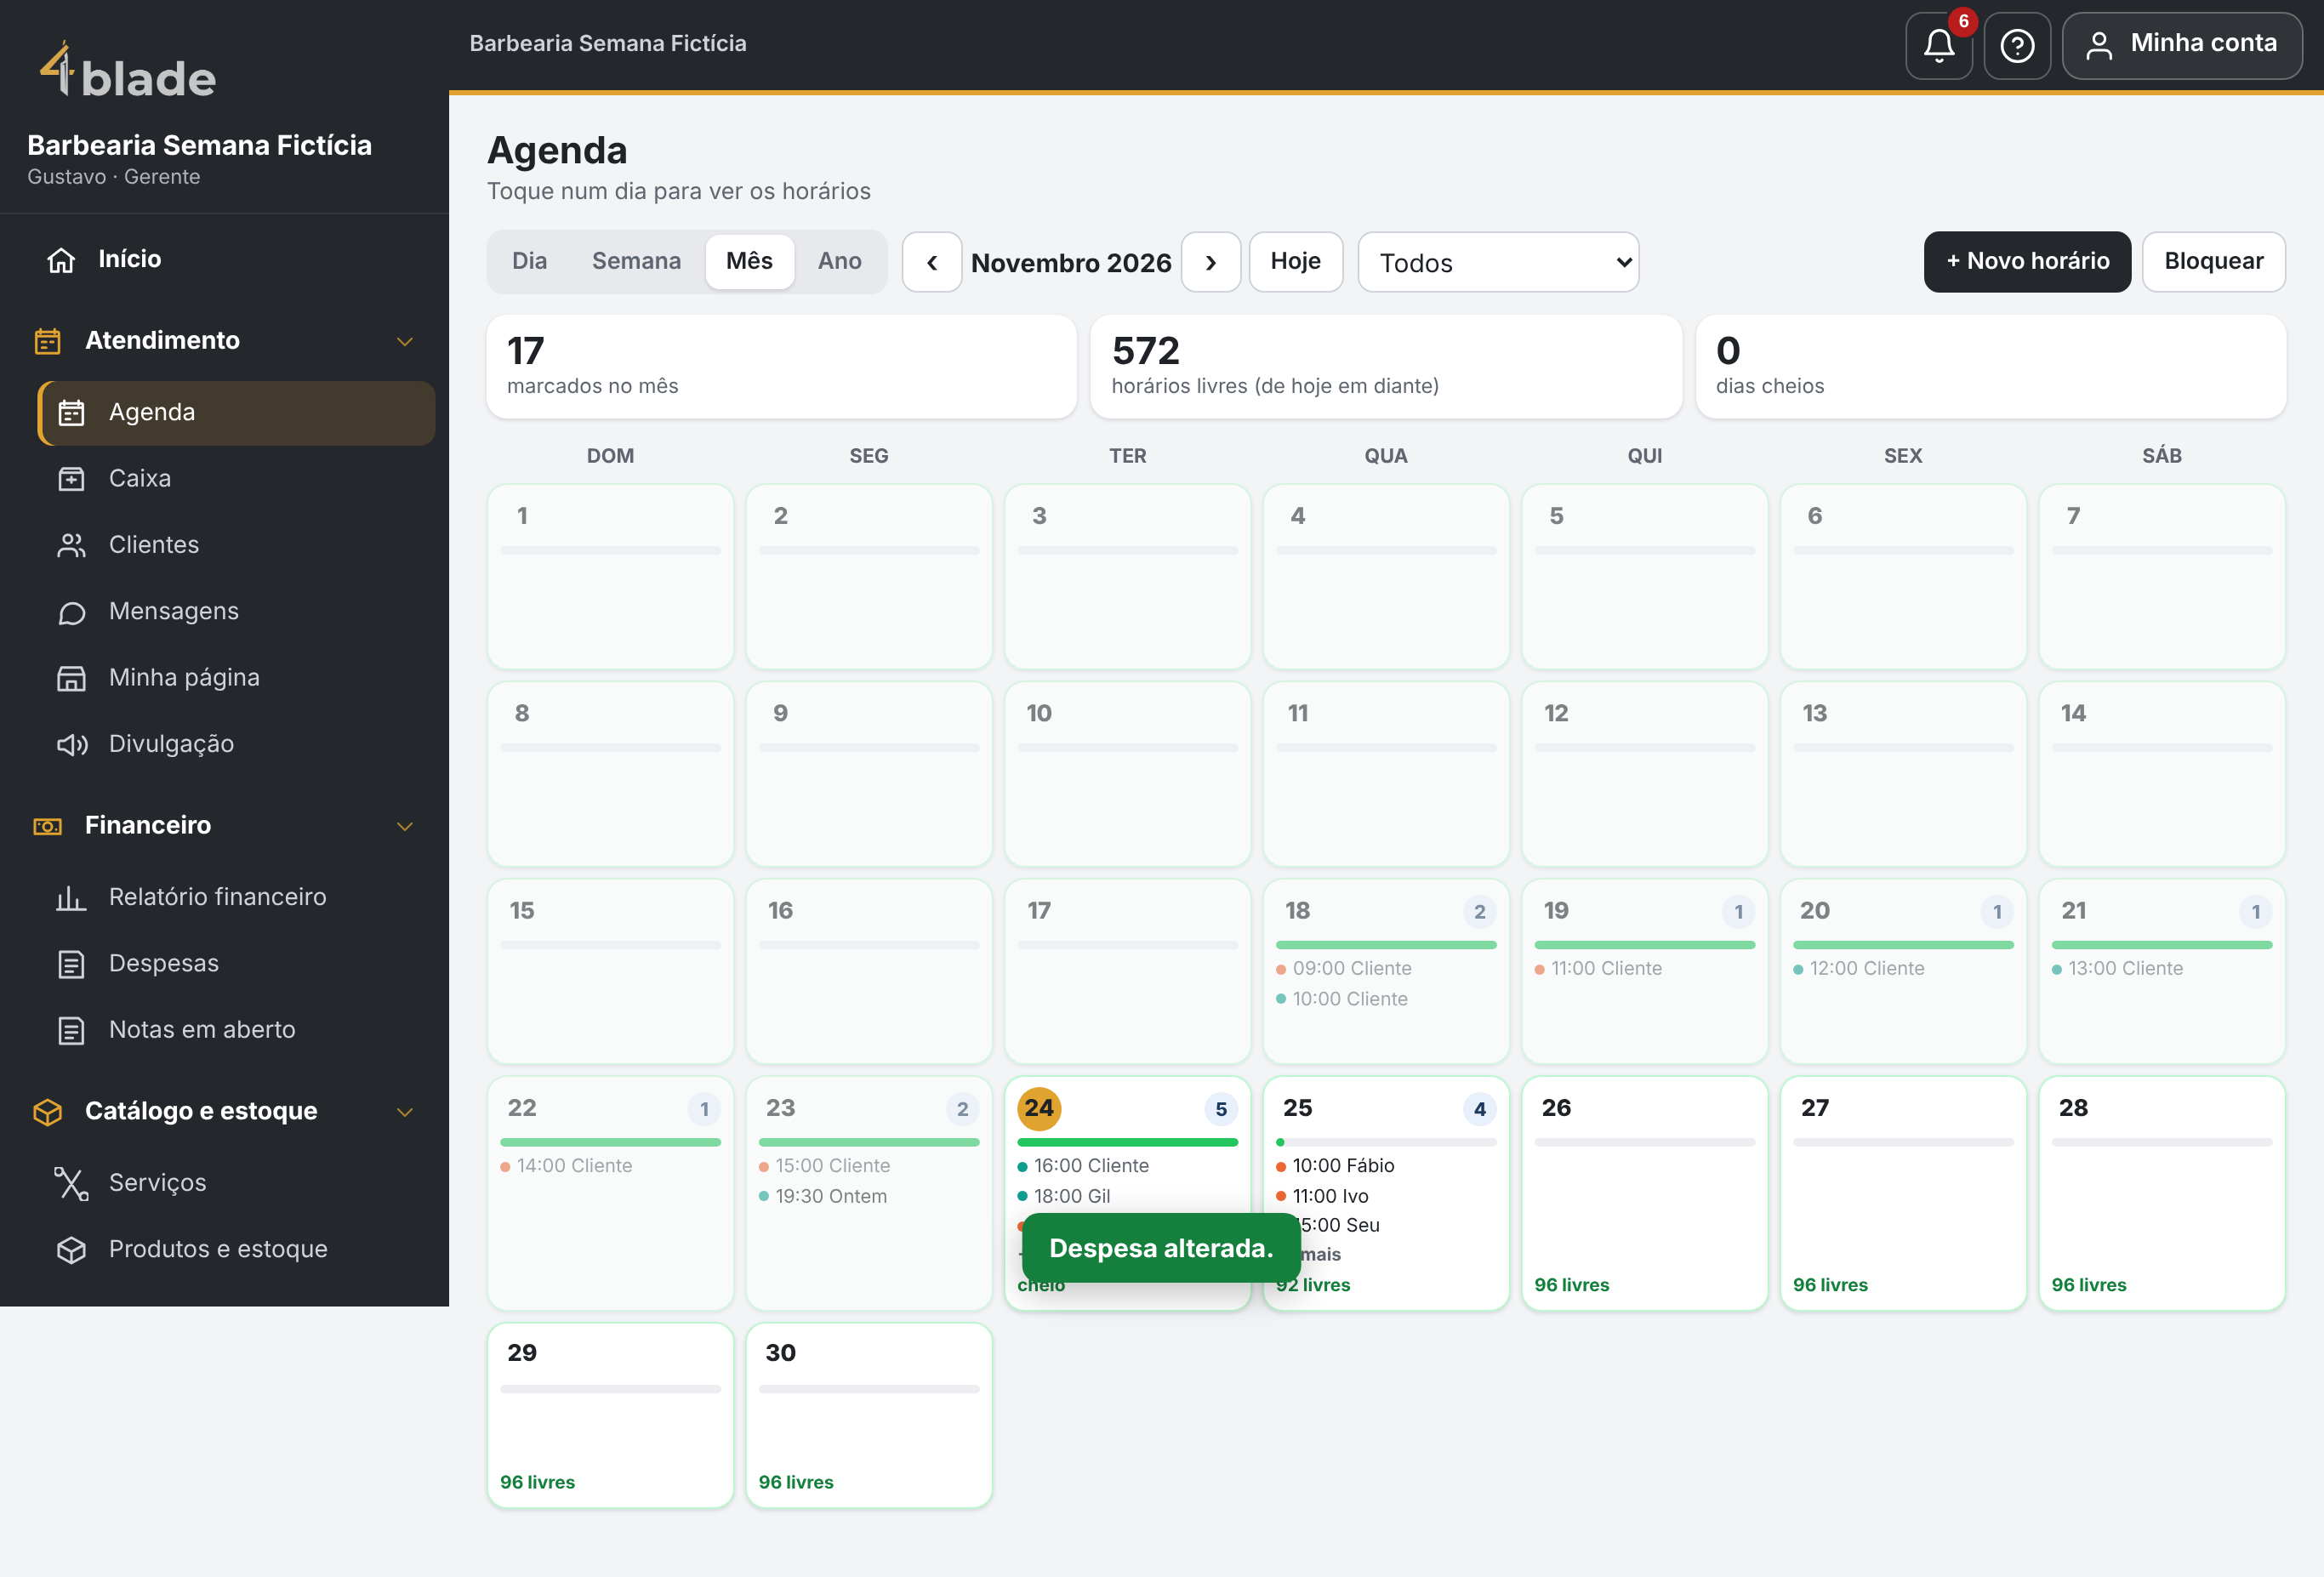 4blade
Barbearia Semana Fictícia
6
Minha conta
Barbearia Semana Fictícia
Gustavo · Gerente
Início
Atendimento
Agenda
Caixa
Clientes
Mensagens
Minha página
Divulgação
Financeiro
Relatório financeiro
Despesas
Notas em aberto
Catálogo e estoque
Serviços
Produtos e estoque
Agenda
Toque num dia para ver os horários
Dia Semana Mês Ano ‹ Novembro 2026 › Hoje Todos + Novo horário Bloquear
17
marcados no mês
572
horários livres (de hoje em diante)
0
dias cheios
DOM SEG TER QUA QUI SEX SÁB
1 2 3 4 5 6 7
8 9 10 11 12 13 14
15 16 17
18 2
09:00 Cliente
10:00 Cliente
19 1
11:00 Cliente
20 1
12:00 Cliente
21 1
13:00 Cliente
22 1
14:00 Cliente
23 2
15:00 Cliente
19:30 Ontem
24 5
16:00 Cliente
18:00 Gil
cheio
25 4
10:00 Fábio
11:00 Ivo
5:00 Seu
mais
92 livres
26
96 livres
27
96 livres
28
96 livres
Despesa alterada.
29
96 livres
30
96 livres